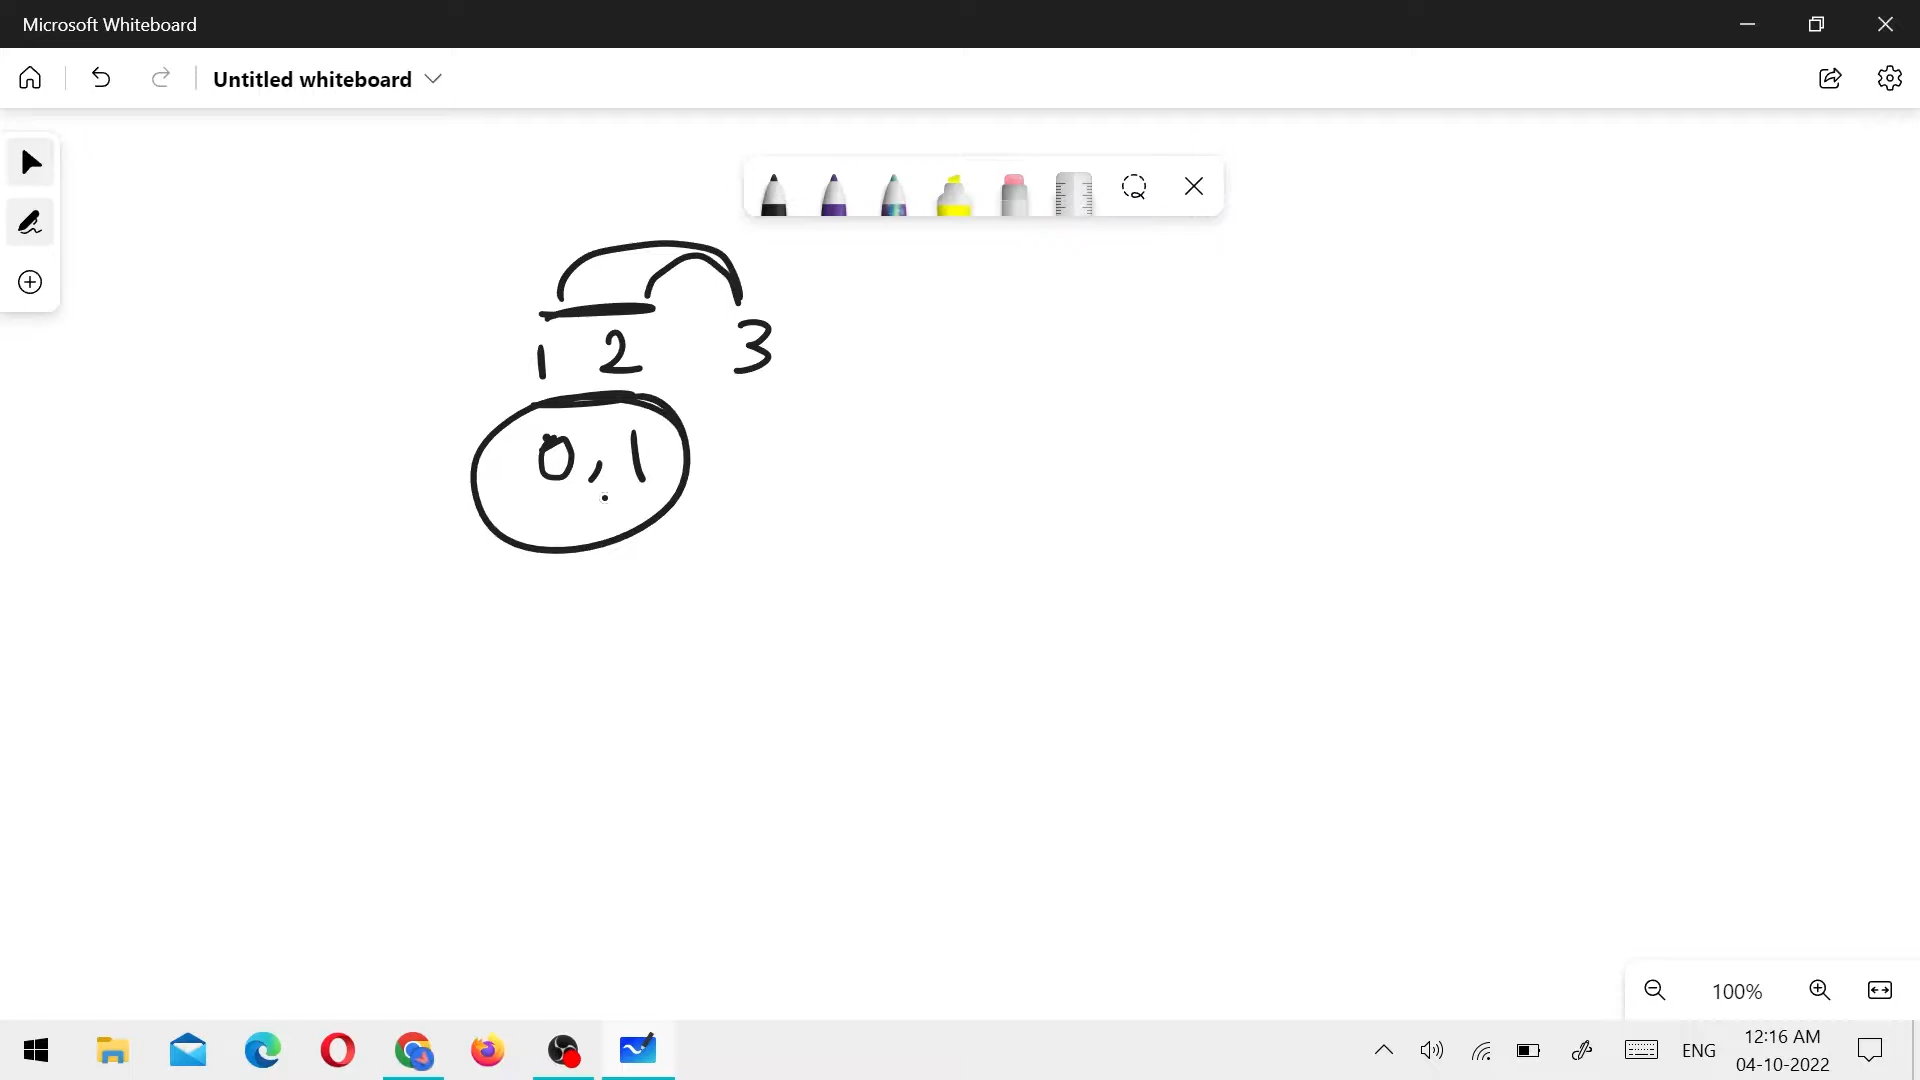 Microsoft Whiteboard
Untitled whiteboard
1 2 3
0, 1
100%
ENG
12:16 AM
04-10-2022